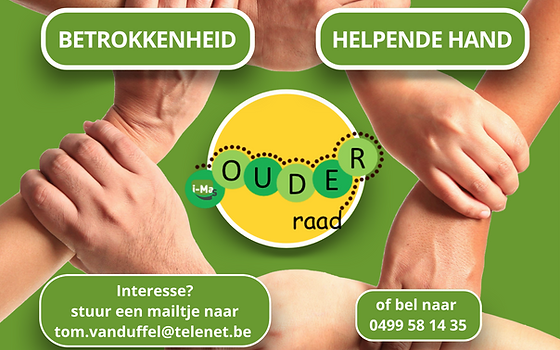 BETROKKENHEID
HELPENDE HAND
OUDER
i-Mas
raad
Interesse?
stuur een mailtje naar
tom.vanduffel@telenet.be
of bel naar
0499 58 14 35